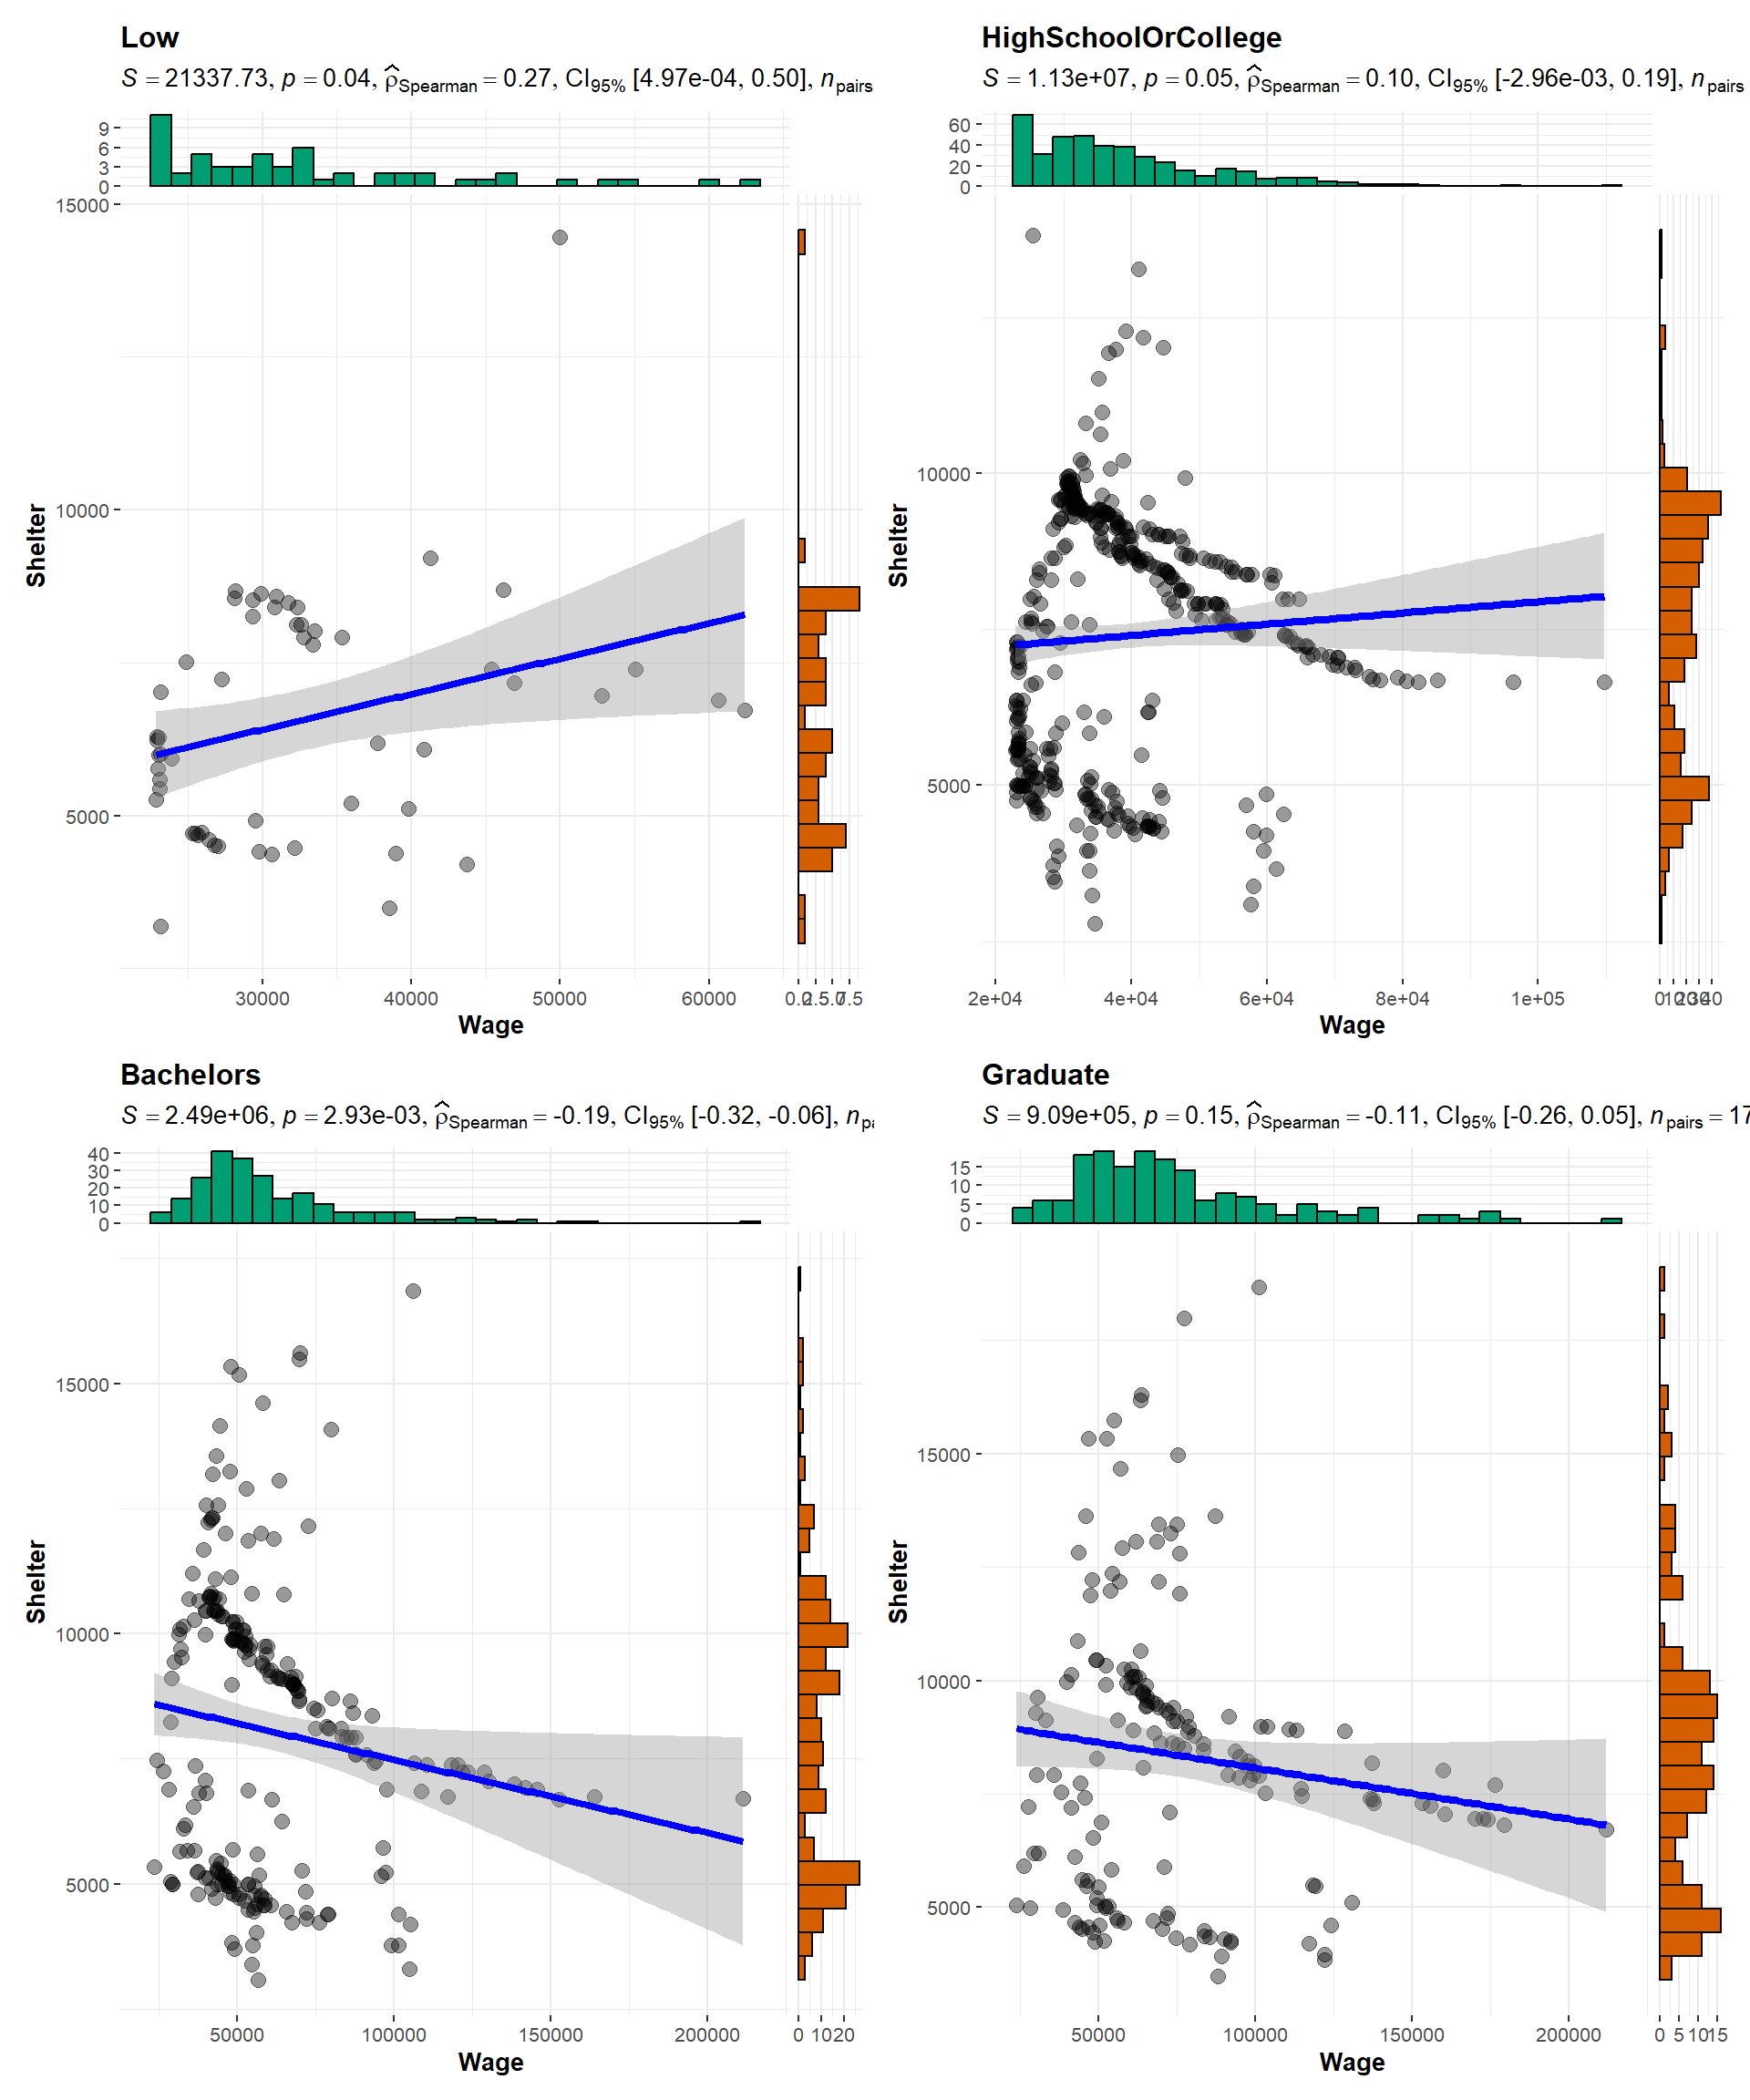 Low
S = 21337.73, p = 0.04, ρ̂Spearman = 0.27, CI95% [4.97e-04, 0.50], npairs
9
6
3
0
15000
10000
5000
Shelter
30000 40000 50000 60000
Wage
HighSchoolOrCollege
S = 1.13e+07, p = 0.05, ρ̂Spearman = 0.10, CI95% [-2.96e-03, 0.19], npairs
60
40
20
0
10000
5000
Shelter
2e+04 4e+04 6e+04 8e+04 1e+05
Wage
Bachelors
S = 2.49e+06, p = 2.93e-03, ρ̂Spearman = -0.19, CI95% [-0.32, -0.06], npa
40
30
20
10
0
15000
10000
5000
Shelter
50000 100000 150000 200000 0 10 20
Wage
Graduate
S = 9.09e+05, p = 0.15, ρ̂Spearman = -0.11, CI95% [-0.26, 0.05], npairs = 17
15
10
5
0
15000
10000
5000
Shelter
50000 100000 150000 200000 0 5 10 15
Wage